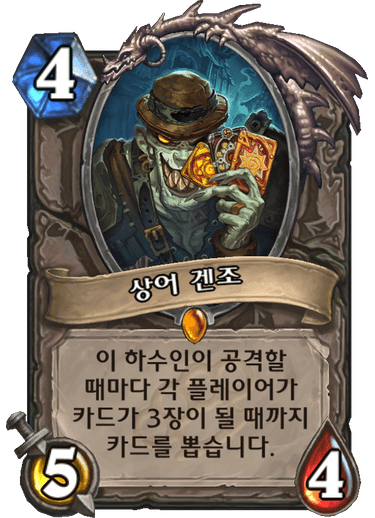 4
상어 겐조
이 하수인이 공격할
때마다 각 플레이어가
카드가 3장이 될 때까지
카드를 뽑습니다.
5
4